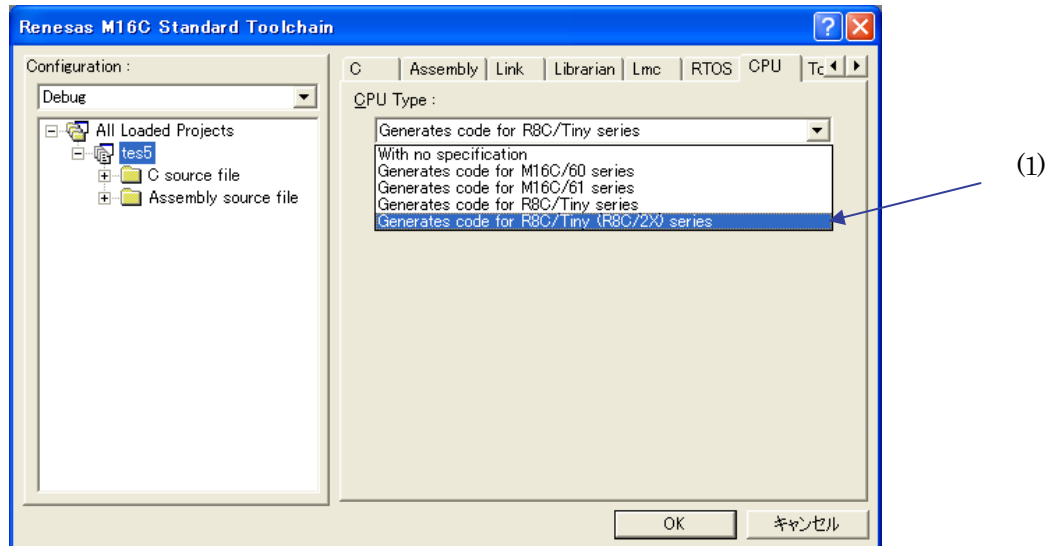 Renesas M16C Standard Toolchain
Configuration :
Debug
All Loaded Projects
tes5
C source file
Assembly source file
C Assembly Link Librarian Lmc RTOS CPU Tc
CPU Type :
Generates code for R8C/Tiny series
With no specification
Generates code for M16C/60 series
Generates code for M16C/61 series
Generates code for R8C/Tiny series
Generates code for R8C/Tiny (R8C/2X) series
(1)
OK キャンセル